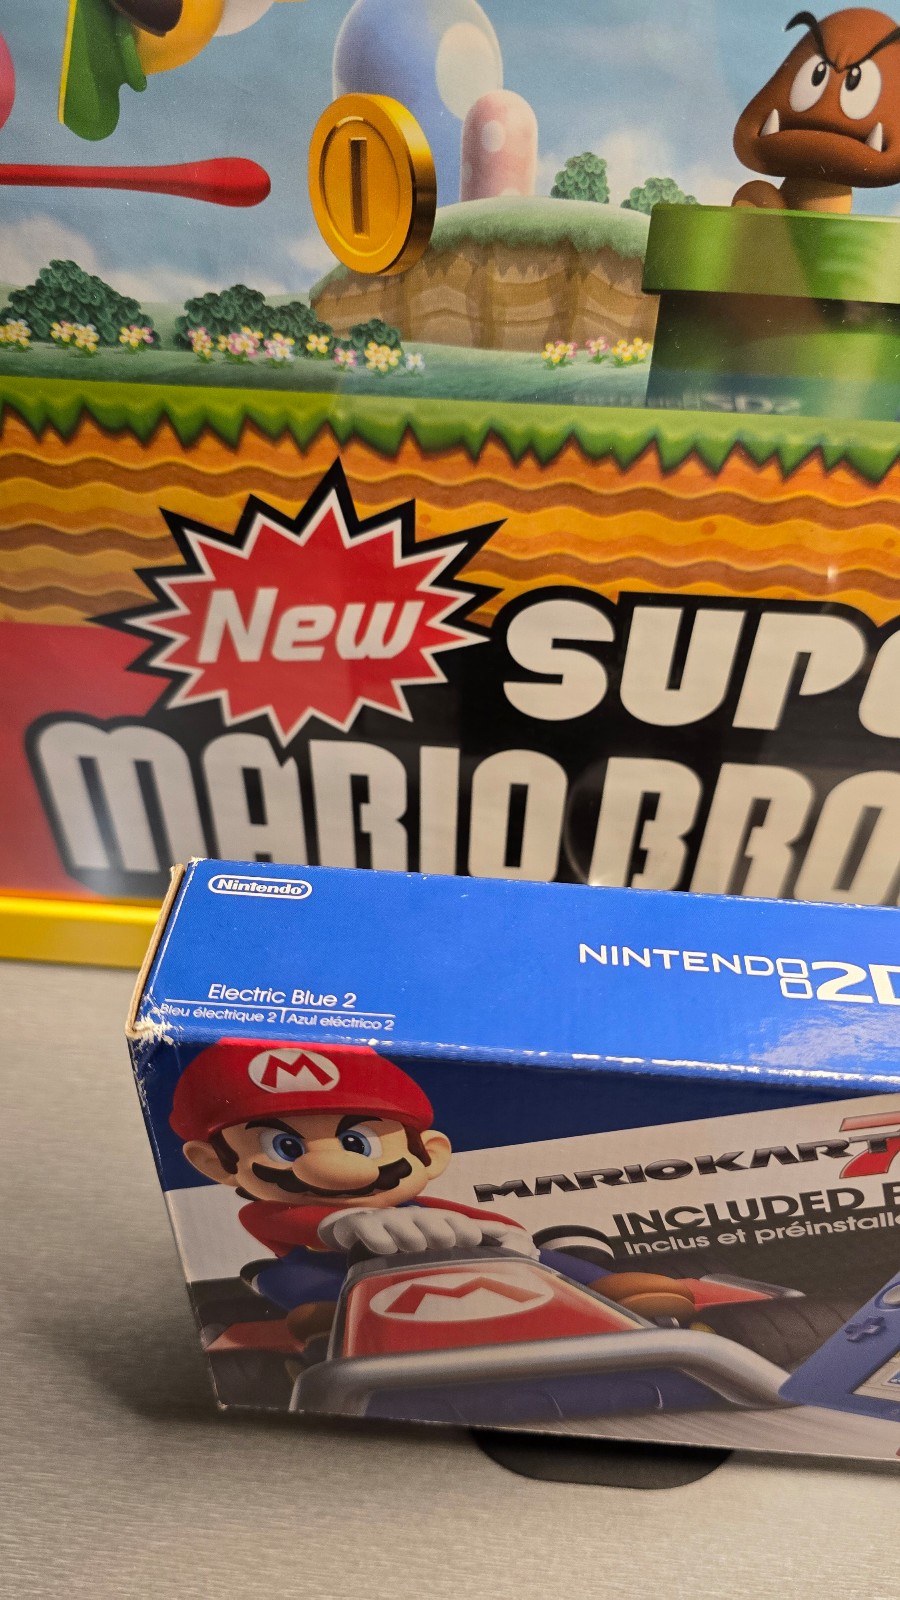 New
SUPE
MARIO BRO
Nintendo
NINTENDO 2D
Electric Blue 2
Bleu électrique 2 | Azul eléctrico 2
M
MARIOKART 7
INCLUDED
Inclus et préinstall
M